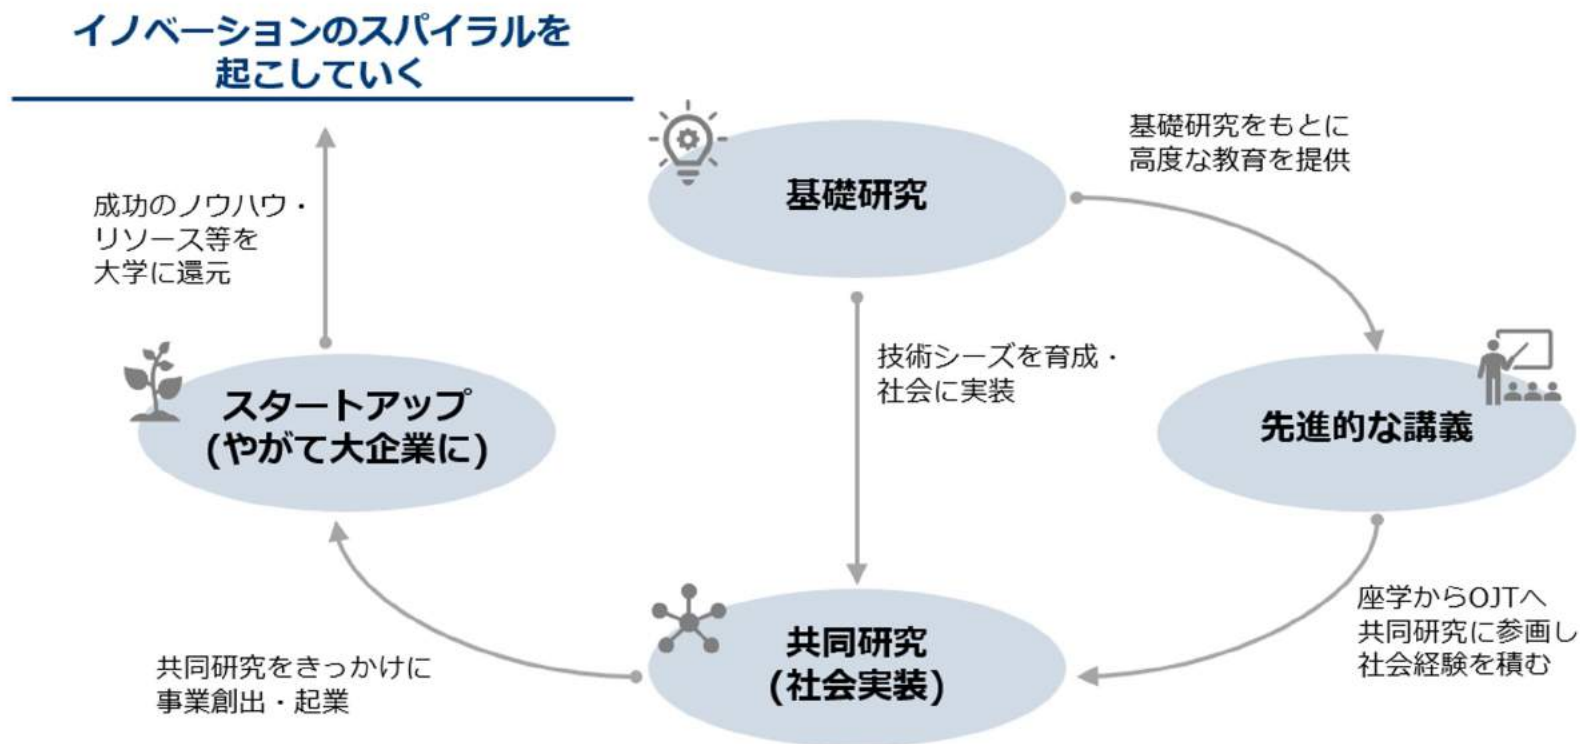 イノベーションのスパイラルを
起こしていく
基礎研究
基礎研究をもとに
高度な教育を提供
成功のノウハウ・
リソース等を
大学に還元
技術シーズを育成・
社会に実装
スタートアップ
(やがて大企業に)
先進的な講義
座学からOJTへ
共同研究に参画し
社会経験を積む
共同研究
(社会実装)
共同研究をきっかけに
事業創出・起業